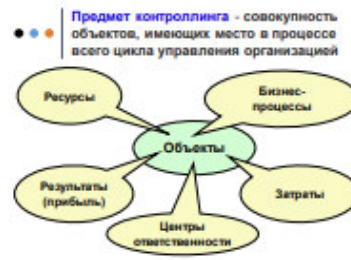 Предмет контроллинга - совокупность
объектов, имеющих место в процессе
всего цикла управления организацией
Ресурсы
Бизнес-
процессы
Объекты
Результаты
(прибыль)
Затраты
Центры
ответственности